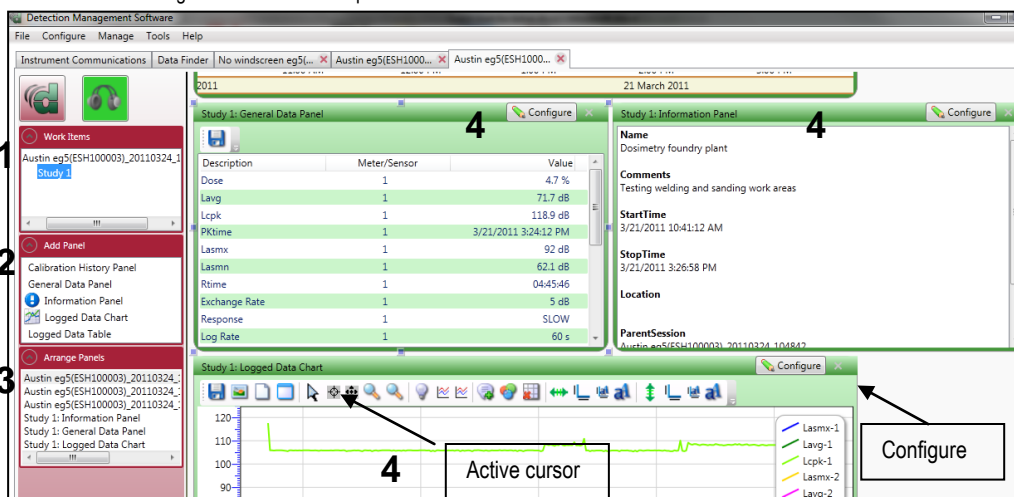 Detection Management Software
File Configure Manage Tools Help
Instrument Communications Data Finder No windscreen eg5(... Austin eg5(ESH1000... Austin eg5(ESH1000...
2011 21 March 2011
Study 1: General Data Panel 4 Configure
Study 1: Information Panel 4 Configure
1
Work Items
Austin eg5(ESH100003)_20110324_1
Study 1
2
Add Panel
Calibration History Panel
General Data Panel
Information Panel
Logged Data Chart
Logged Data Table
3
Arrange Panels
Austin eg5(ESH100003)_20110324_
Austin eg5(ESH100003)_20110324_
Austin eg5(ESH100003)_20110324_
Study 1: Information Panel
Study 1: General Data Panel
Study 1: Logged Data Chart
Description Meter/Sensor Value
Dose 1 4.7 %
Lavg 1 71.7 dB
Lcpk 1 118.9 dB
PKtime 1 3/21/2011 3:24:12 PM
Lasmx 1 92 dB
Lasmn 1 62.1 dB
Rtime 1 04:45:46
Exchange Rate 1 5 dB
Response 1 SLOW
Log Rate 1 60 s
Name
Dosimetry foundry plant
Comments
Testing welding and sanding work areas
StartTime
3/21/2011 10:41:12 AM
StopTime
3/21/2011 3:26:58 PM
Location
ParentSession
Austin eg5(ESH100003)_20110324_104842
Study 1: Logged Data Chart Configure
120
110
100
90
4
Active cursor
Configure
Lasmx-1
Lavg-1
Lcpk-1
Lasmx-2
Lavg-2